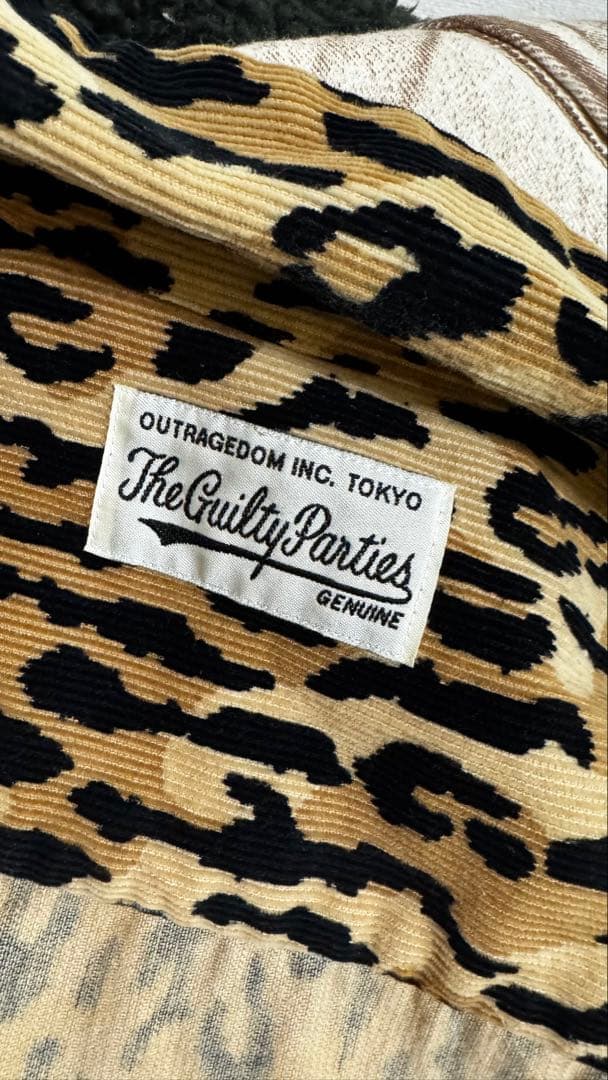 OUTRAGEDOM INC. TOKYO
The Guilty Parties
GENUINE